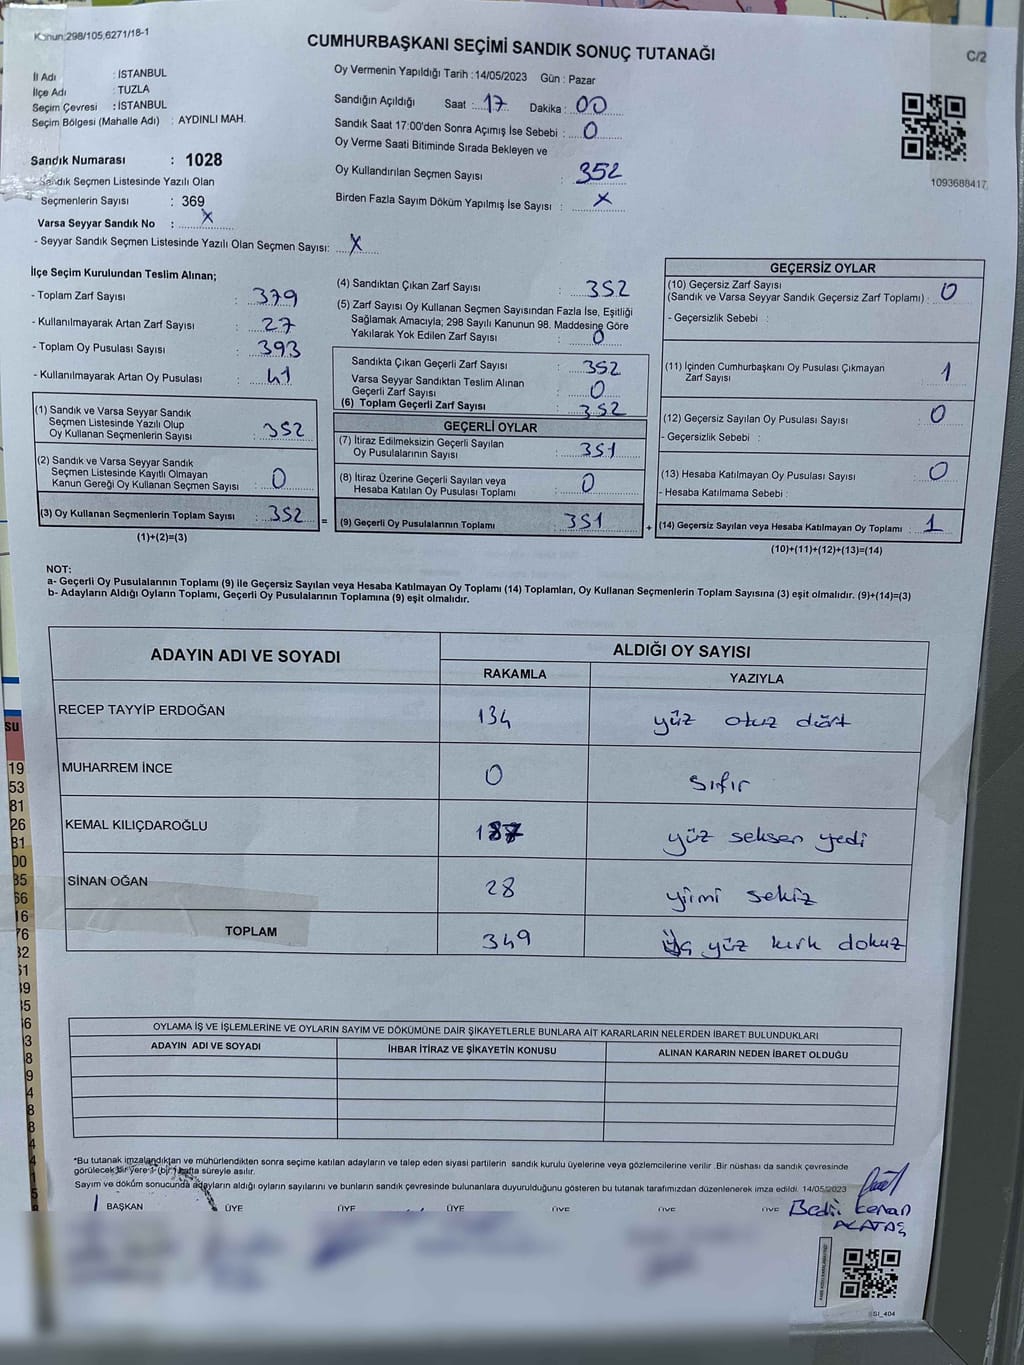 Kanun:298/105,6271/18-1
CUMHURBAŞKANI SEÇİMİ SANDIK SONUÇ TUTANAĞI
C/2
İl Adı : İSTANBUL
İlçe Adı : TUZLA
Seçim Çevresi : İSTANBUL
Seçim Bölgesi (Mahalle Adı) : AYDINLI MAH.
Sandık Numarası : 1028
Sandık Seçmen Listesinde Yazılı Olan
Seçmenlerin Sayısı : 369
Varsa Seyyar Sandık No : X
- Seyyar Sandık Seçmen Listesinde Yazılı Olan Seçmen Sayısı: X
Oy Vermenin Yapıldığı Tarih : 14/05/2023 Gün : Pazar
Sandığın Açıldığı Saat : 17 Dakika : 00
Sandık Saat 17:00'den Sonra Açımış İse Sebebi : 0
Oy Verme Saati Bitiminde Sırada Bekleyen ve
Oy Kullandırılan Seçmen Sayısı : 352
Birden Fazla Sayım Döküm Yapılmış İse Sayısı : X
1093688417
İlçe Seçim Kurulundan Teslim Alınan;
- Toplam Zarf Sayısı : 379
- Kullanılmayarak Artan Zarf Sayısı : 27
- Toplam Oy Pusulası Sayısı : 393
- Kullanılmayarak Artan Oy Pusulası : 41
(1) Sandık ve Varsa Seyyar Sandık
Seçmen Listesinde Yazılı Olup
Oy Kullanan Seçmenlerin Sayısı : 352
(2) Sandık ve Varsa Seyyar Sandık
Seçmen Listesinde Kayıtlı Olmayan
Kanun Gereği Oy Kullanan Seçmen Sayısı : 0
(3) Oy Kullanan Seçmenlerin Toplam Sayısı : 352
(1)+(2)=(3)
(4) Sandıktan Çıkan Zarf Sayısı : 352
(5) Zarf Sayısı Oy Kullanan Seçmen Sayısından Fazla İse, Eşitliği
Sağlamak Amacıyla; 298 Sayılı Kanunun 98. Maddesine Göre
Yakılarak Yok Edilen Zarf Sayısı : 0
Sandıkta Çıkan Geçerli Zarf Sayısı : 352
Varsa Seyyar Sandıktan Teslim Alınan
Geçerli Zarf Sayısı : 0
(6) Toplam Geçerli Zarf Sayısı : 352
GEÇERLİ OYLAR
(7) İtiraz Edilmeksizin Geçerli Sayılan
Oy Pusulalarının Sayısı : 351
(8) İtiraz Üzerine Geçerli Sayılan veya
Hesaba Katılan Oy Pusulası Toplamı : 0
= (9) Geçerli Oy Pusulalarının Toplamı : 351
GEÇERSİZ OYLAR
(10) Geçersiz Zarf Sayısı
(Sandık ve Varsa Seyyar Sandık Geçersiz Zarf Toplamı) : 0
- Geçersizlik Sebebi :
(11) İçinden Cumhurbaşkanı Oy Pusulası Çıkmayan
Zarf Sayısı : 1
(12) Geçersiz Sayılan Oy Pusulası Sayısı : 0
- Geçersizlik Sebebi :
(13) Hesaba Katılmayan Oy Pusulası Sayısı : 0
- Hesaba Katılmama Sebebi :
+ (14) Geçersiz Sayılan veya Hesaba Katılmayan Oy Toplamı : 1
(10)+(11)+(12)+(13)=(14)
NOT:
a- Geçerli Oy Pusulalarının Toplamı (9) ile Geçersiz Sayılan veya Hesaba Katılmayan Oy Toplamı (14) Toplamları, Oy Kullanan Seçmenlerin Toplam Sayısına (3) eşit olmalıdır. (9)+(14)=(3)
b- Adayların Aldığı Oyların Toplamı, Geçerli Oy Pusulalarının Toplamına (9) eşit olmalıdır.
ADAYIN ADI VE SOYADI
ALDIĞI OY SAYISI
RAKAMLA YAZIYLA
RECEP TAYYİP ERDOĞAN 134 yüz otuz dört
MUHARREM İNCE 0 sıfır
KEMAL KILIÇDAROĞLU 187 yüz seksen yedi
SİNAN OĞAN 28 yirmi sekiz
TOPLAM 349 üç yüz kırk dokuz
OYLAMA İŞ VE İŞLEMLERİNE VE OYLARIN SAYIM VE DÖKÜMÜNE DAİR ŞİKAYETLERLE BUNLARA AİT KARARLARIN NELERDEN İBARET BULUNDUKLARI
ADAYIN ADI VE SOYADI İHBAR İTİRAZ VE ŞİKAYETİN KONUSU ALINAN KARARIN NEDEN İBARET OLDUĞU
*Bu tutanak imzalandıktan ve mühürlendikten sonra seçime katılan adayların ve talep eden siyasi partilerin sandık kurulu üyelerine veya gözlemcilerine verilir .Bir nüshası da sandık çevresinde
görülecek bir yere 1 (bir) hafta süreyle asılır.
Sayım ve döküm sonucunda adayların aldığı oyların sayılarını ve bunların sandık çevresinde bulunanlara duyurulduğunu gösteren bu tutanak tarafımızdan düzenlenerek imza edildi. 14/05/2023
BAŞKAN ÜYE ÜYE ÜYE ÜYE ÜYE ÜYE
Bedii Kenan
ALATAŞ
su
19
53
81
26